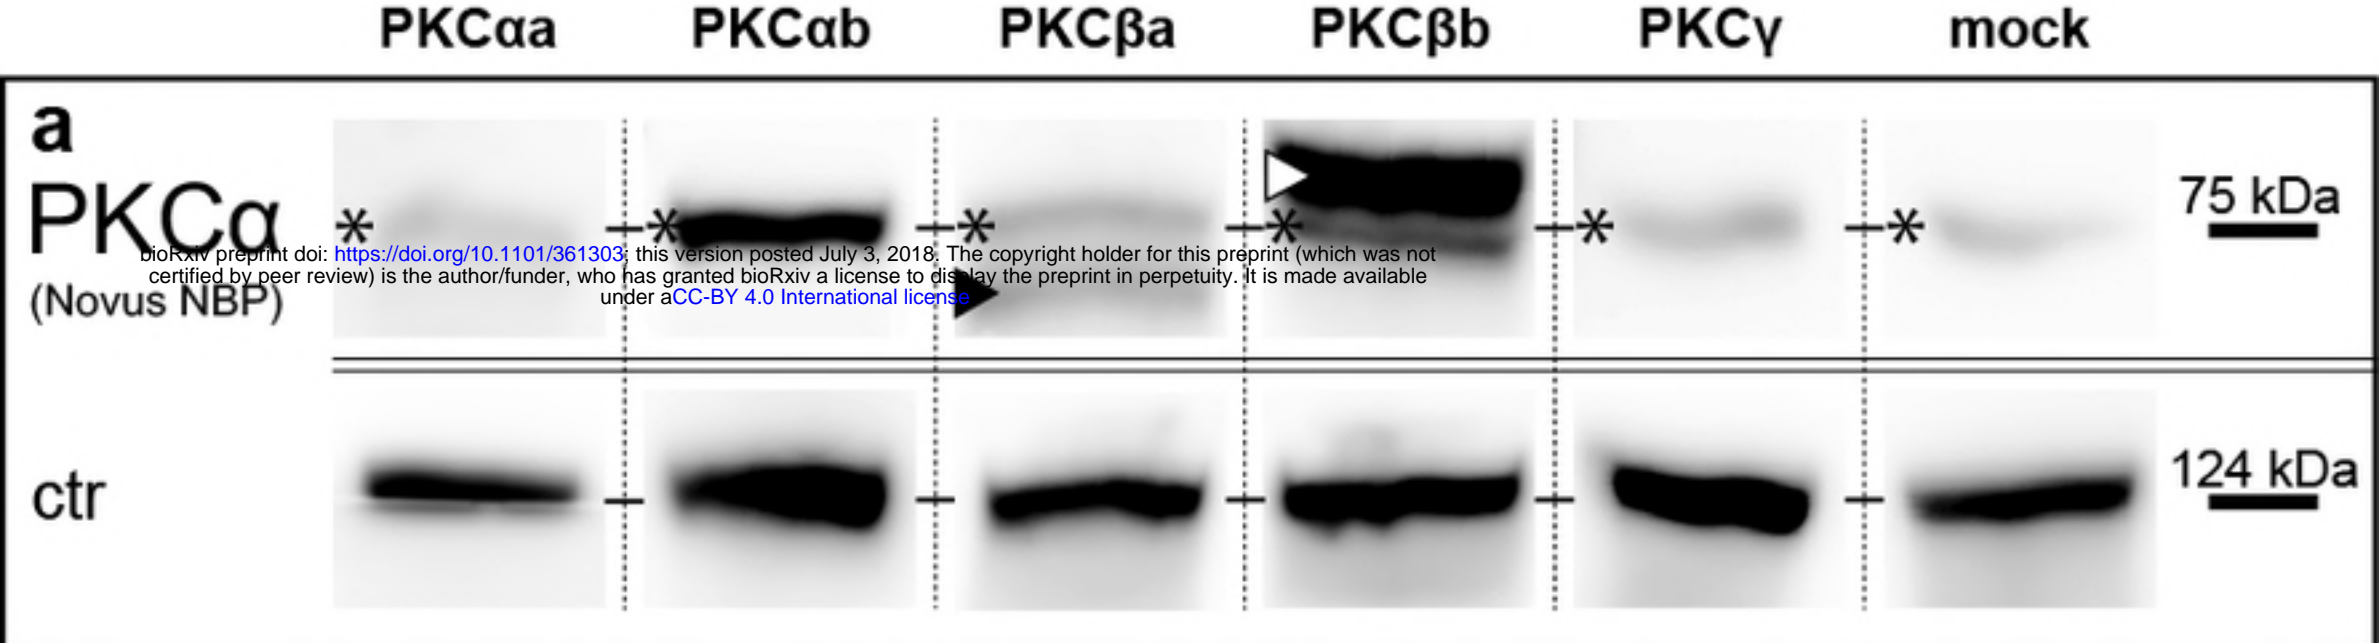 PKCαa PKCαb PKCβa PKCβb PKCγ mock
a
PKCα
* * * * * *
75 kDa
bioRxiv preprint doi: https://doi.org/10.1101/361303; this version posted July 3, 2018. The copyright holder for this preprint (which was not
certified by peer review) is the author/funder, who has granted bioRxiv a license to display the preprint in perpetuity. It is made available
under aCC-BY 4.0 International license
(Novus NBP)
ctr
124 kDa